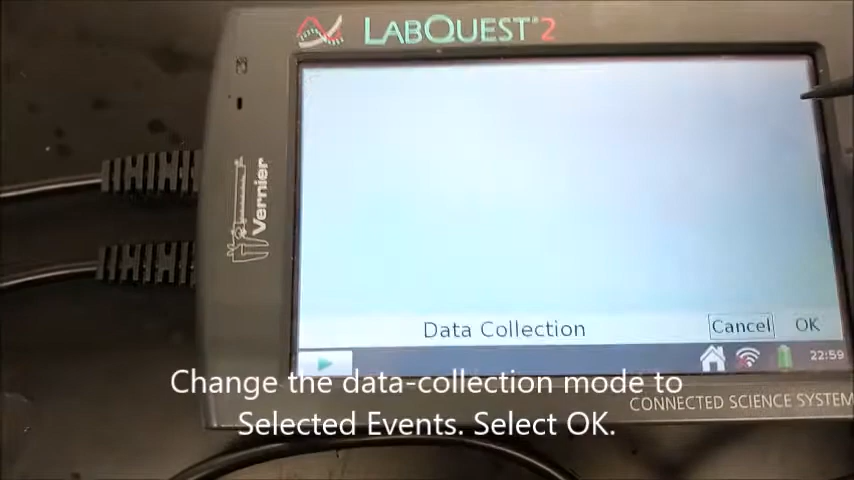 LABQUEST® 2
Vernier
Data Collection
Cancel
OK
22:59
Change the data-collection mode to
Selected Events. Select OK.
CONNECTED SCIENCE SYSTEM